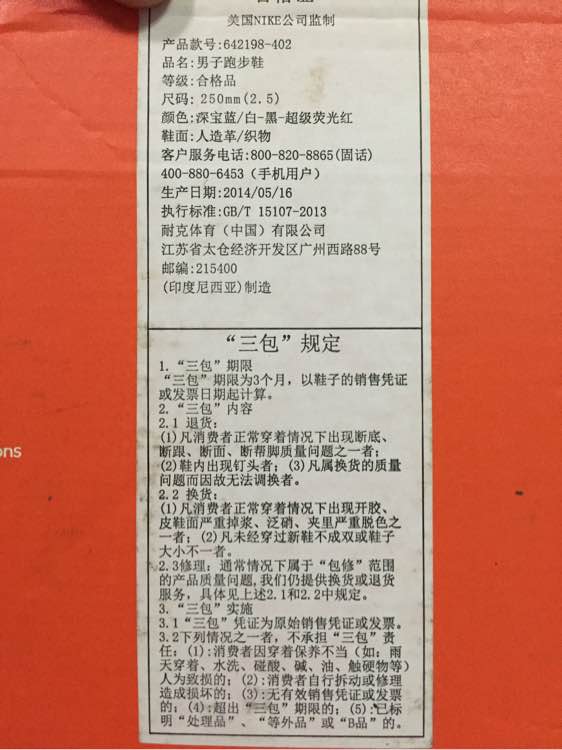 美国NIKE公司监制
产品款号:642198-402
品名:男子跑步鞋
等级:合格品
尺码: 250mm(2.5)
颜色:深宝蓝/白-黑-超级荧光红
鞋面:人造革/织物
客户服务电话:800-820-8865(固话)
400-880-6453 (手机用户)
生产日期:2014/05/16
执行标准:GB/T 15107-2013
耐克体育（中国）有限公司
江苏省太仓经济开发区广州西路88号
邮编:215400
(印度尼西亚)制造
“三包”规定
1. “三包”期限
“三包”期限为3个月，以鞋子的销售凭证
或发票日期起计算。
2. “三包”内容
2.1 退货:
(1)凡消费者正常穿着情况下出现断底、
断跟、断面、断帮脚质量问题之一者;
(2)鞋内出现钉头者; (3)凡属换货的质量
问题而因故无法调换者。
2.2 换货:
(1)凡消费者正常穿着情况下出现开胶、
皮鞋面严重掉浆、泛硝、夹里严重脱色之
一者; (2)凡未经穿过新鞋不成双或鞋子
大小不一者。
2.3修理: 通常情况下属于“包修”范围
的产品质量问题,我们仍提供换货或退货
服务，具体见上述2.1和2.2中规定。
3. “三包”实施
3.1“三包”凭证为原始销售凭证或发票。
3.2下列情况之一者，不承担“三包”责
任; (1):消费者因穿着保养不当 (如: 雨
天穿着、水洗、碰酸、碱、油、触硬物等)
人为致损的; (2):消费者自行拆动或修理
造成损坏的; (3):无有效销售凭证或发票
的; (4):超出“三包”期限的; (5):已标
明“处理品”、“等外品”或“B品”的。
ons